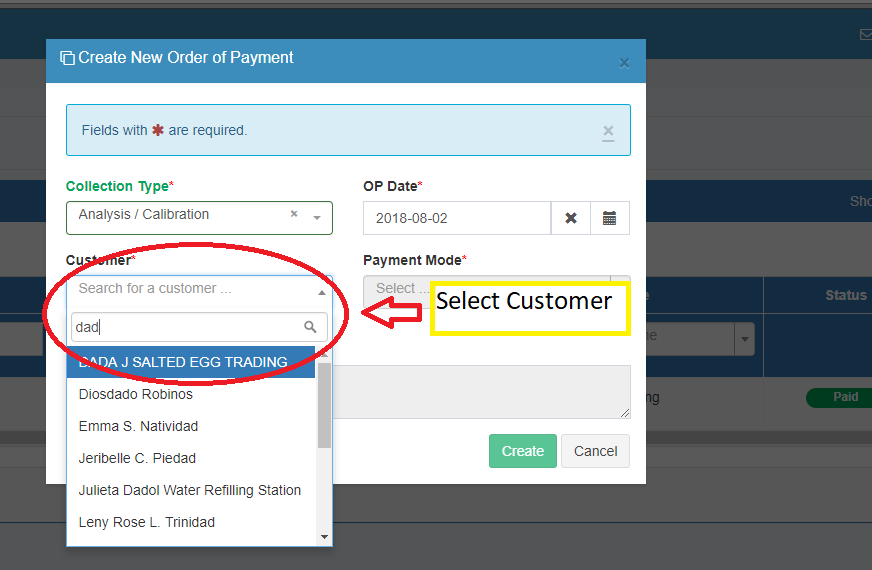 Create New Order of Payment
×
Fields with * are required.
×
Collection Type*
OP Date*
Analysis / Calibration
×
2018-08-02
Sho
Customer*
Payment Mode*
Search for a customer ...
Select ...
Select Customer
Status
dad
DADA J SALTED EGG TRADING
Diosdado Robinos
Paid
Emma S. Natividad
Create
Cancel
Jeribelle C. Piedad
Julieta Dadol Water Refilling Station
Leny Rose L. Trinidad